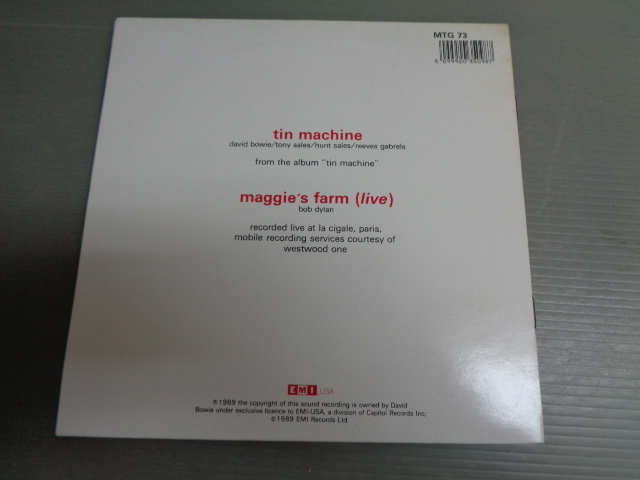 MTG 73
tin machine
david bowie/tony sales/hunt sales/reeves gabrels
from the album "tin machine"
maggie's farm (live)
bob dylan
recorded live at la cigale, paris,
mobile recording services courtesy of
westwood one
EMI USA
℗ 1989 the copyright of this sound recording is owned by David
Bowie under exclusive licence to EMI-USA, a division of Capitol Records Inc.
© 1989 EMI Records Ltd.